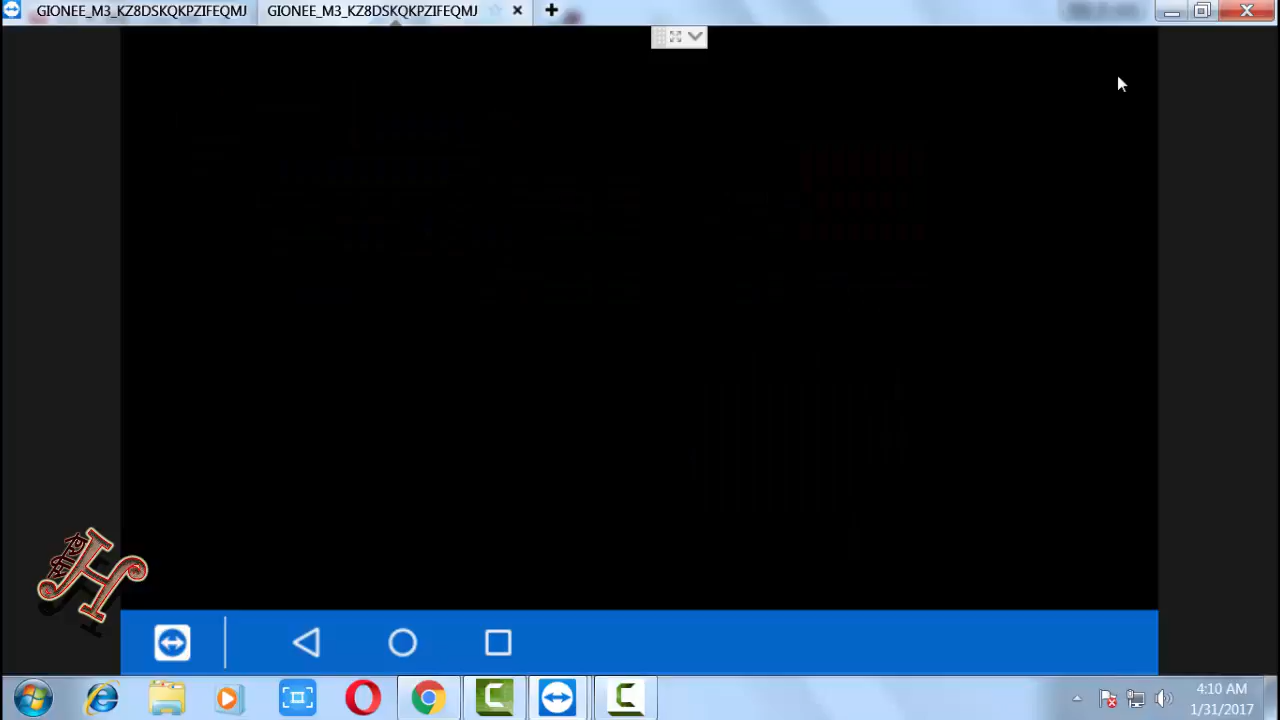 GIONEE_M3_KZ8DSKQKPZIFEQMJ
GIONEE_M3_KZ8DSKQKPZIFEQMJ
सीख
H
4:10 AM
1/31/2017